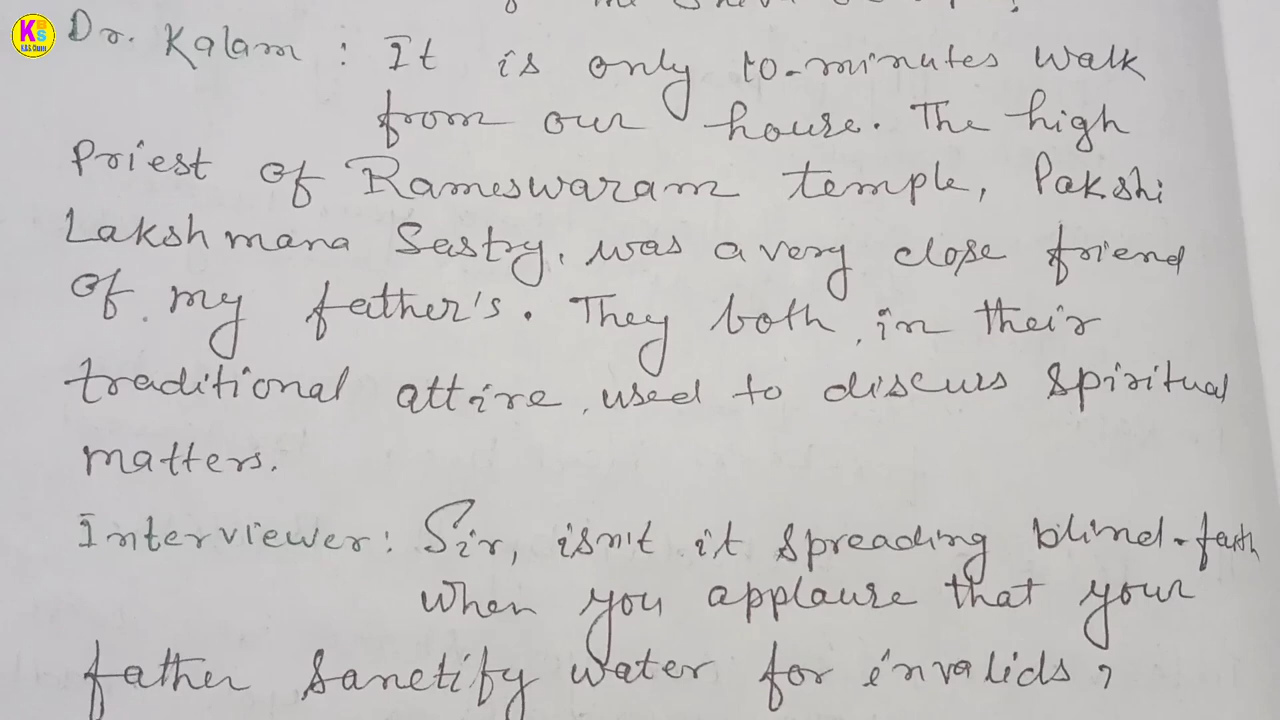 Dr. Kalam : It is only 10-minutes walk
from our house. The high
Priest of Rameswaram temple, Pakshi
Lakshmana Sastry, was a very close friend
of my father's. They both, in their
traditional attire, used to discuss spiritual
matters.
Interviewer: Sir, isn't it spreading blind-faith
when you applause that your
father sanctify water for invalids ?